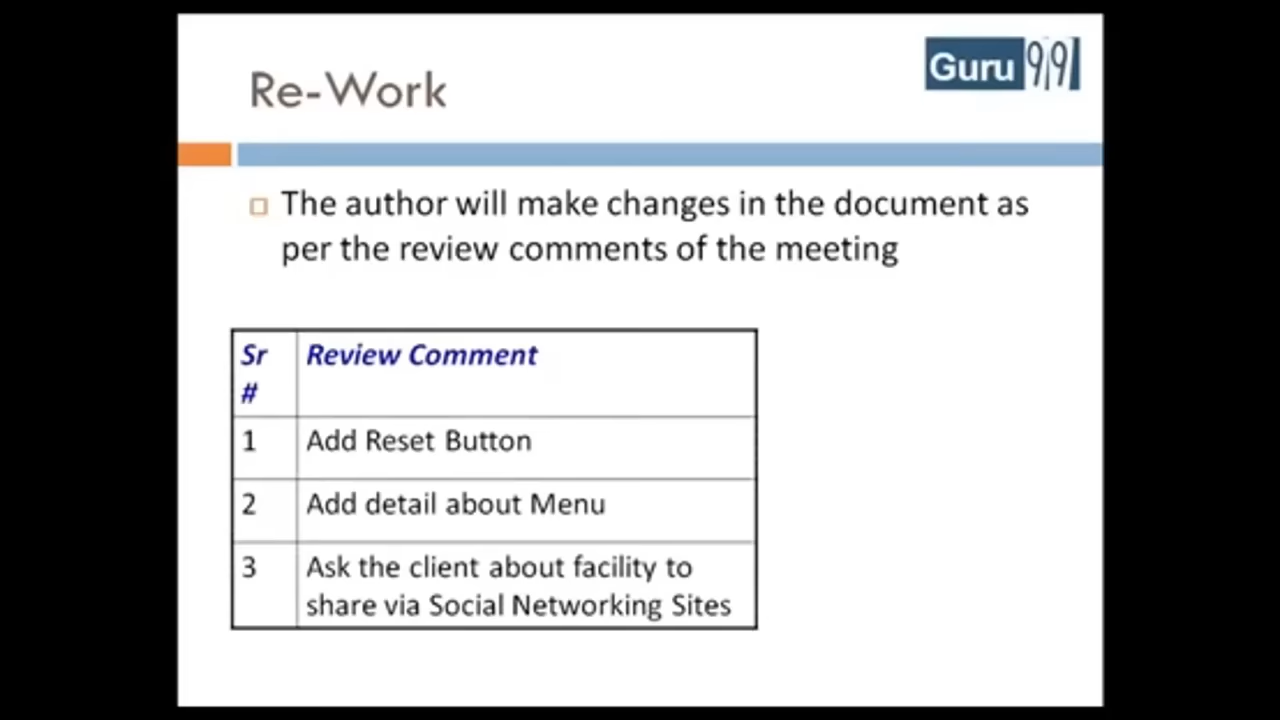 Guru99
Re-Work
The author will make changes in the document as
per the review comments of the meeting
Sr
#
Review Comment
1
Add Reset Button
2
Add detail about Menu
3
Ask the client about facility to
share via Social Networking Sites